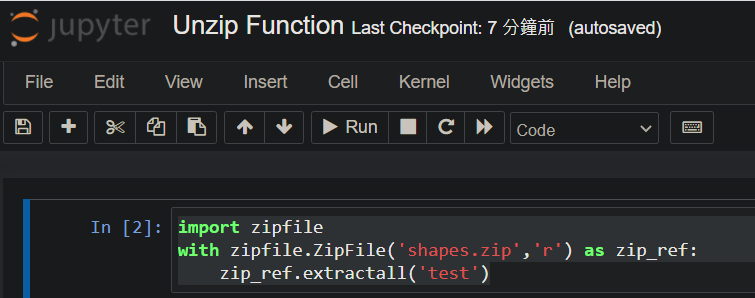 jupyter Unzip Function Last Checkpoint: 7 分鐘前 (autosaved)
File Edit View Insert Cell Kernel Widgets Help
Run Code
In [2]: import zipfile
with zipfile.ZipFile('shapes.zip','r') as zip_ref:
    zip_ref.extractall('test')